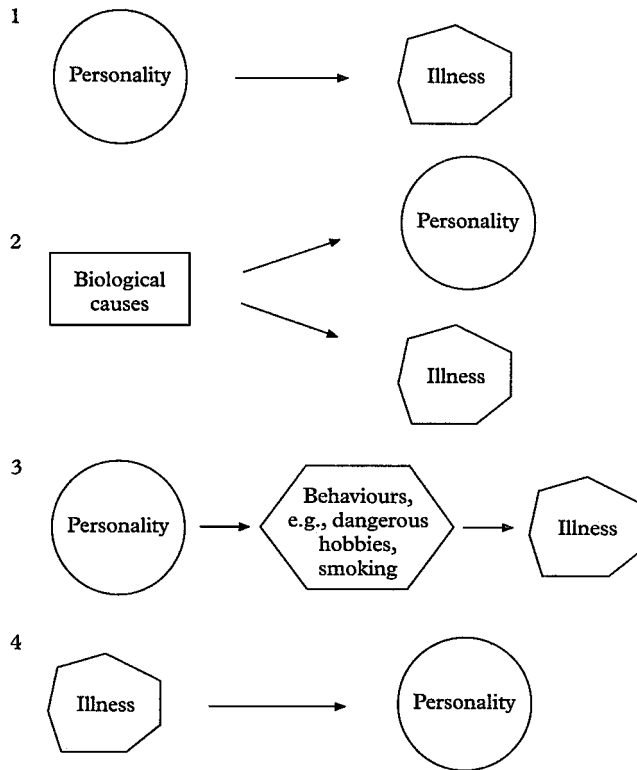 1
Personality
Illness
2
Biological
causes
Personality
Illness
3
Personality
Behaviours,
e.g., dangerous
hobbies,
smoking
Illness
4
Illness
Personality